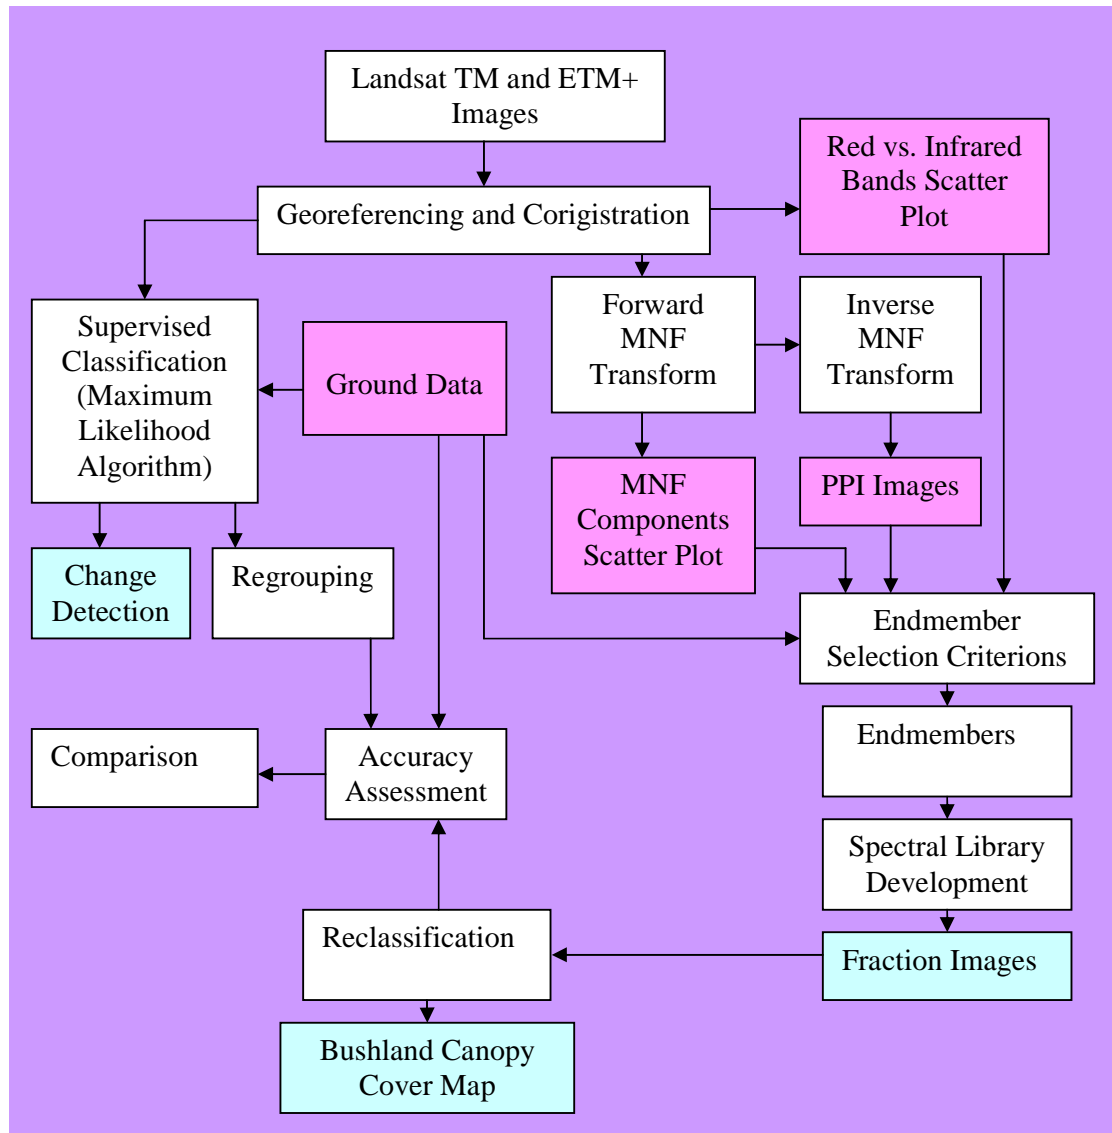 Landsat TM and ETM+
Images
Red vs. Infrared
Bands Scatter
Plot
Georeferencing and Corigistration
Supervised
Classification
(Maximum
Likelihood
Algorithm)
Ground Data
Forward
MNF
Transform
Inverse
MNF
Transform
MNF
Components
Scatter Plot
PPI Images
Change
Detection
Regrouping
Endmember
Selection Criterions
Comparison
Accuracy
Assessment
Endmembers
Spectral Library
Development
Reclassification
Fraction Images
Bushland Canopy
Cover Map